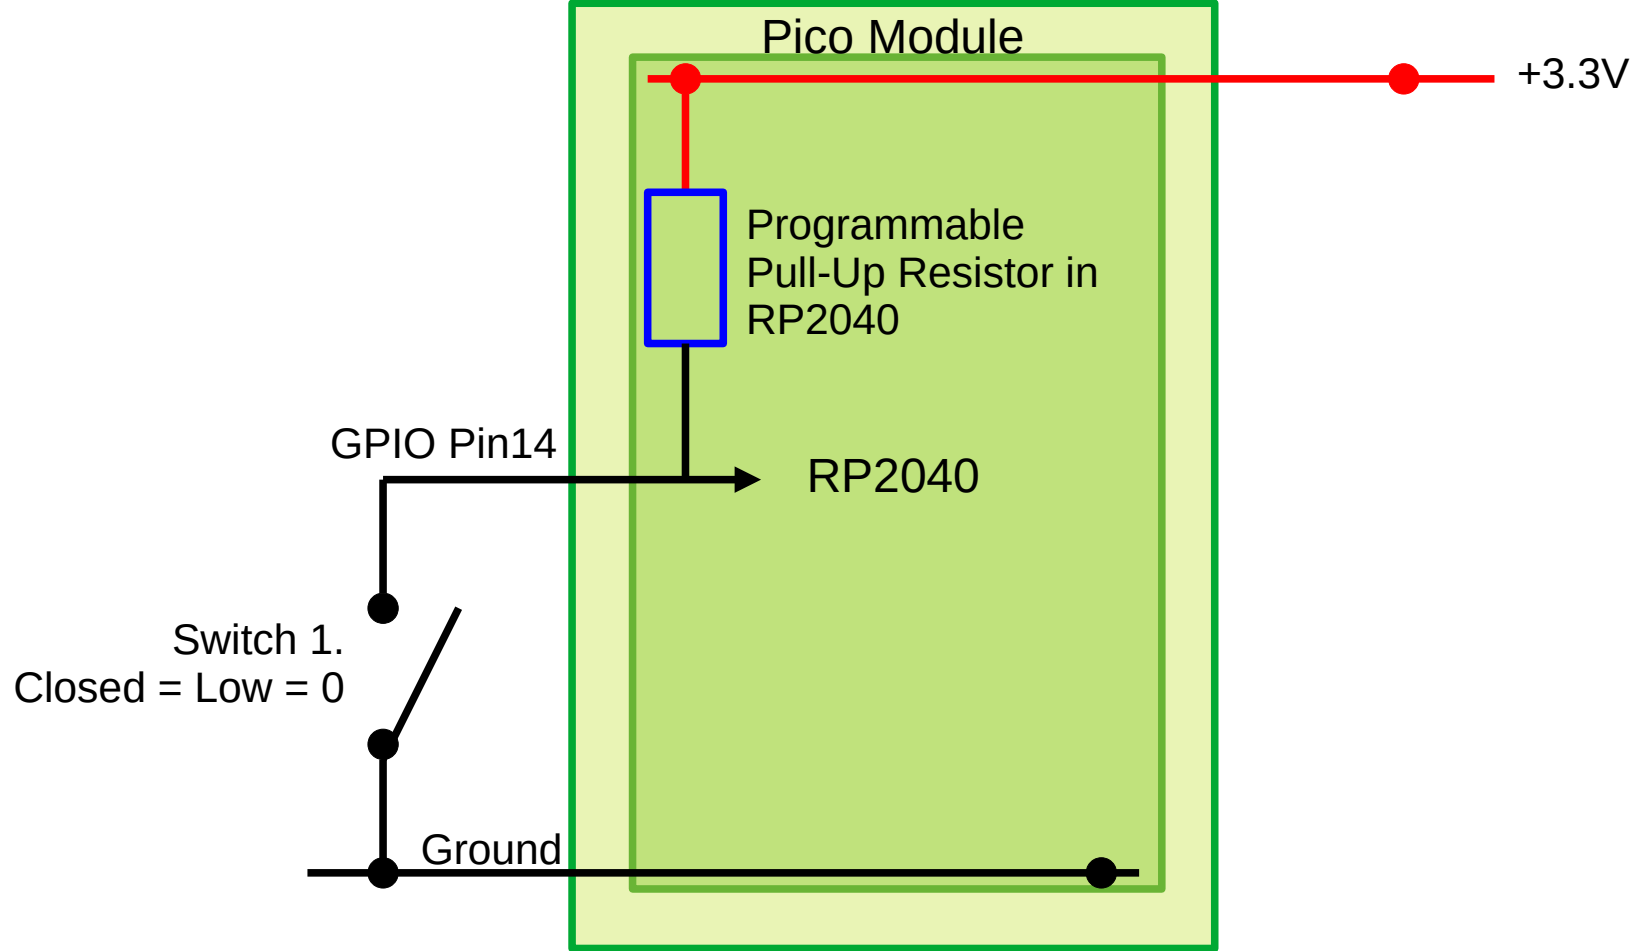 Pico Module
+3.3V
Programmable
Pull-Up Resistor in
RP2040
GPIO Pin14
RP2040
Switch 1.
Closed = Low = 0
Ground